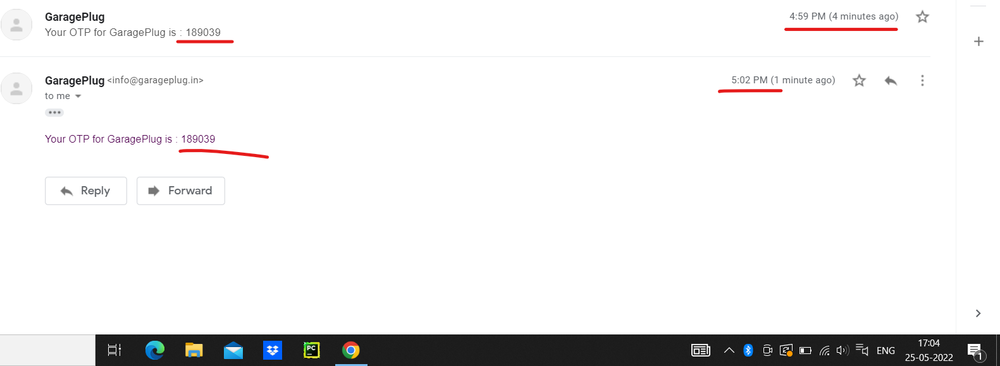 GaragePlug
4:59 PM (4 minutes ago)
Your OTP for GaragePlug is : 189039
GaragePlug <info@garageplug.in>
5:02 PM (1 minute ago)
to me
Your OTP for GaragePlug is : 189039
Reply
Forward
PC
ENG
17:04
25-05-2022
1